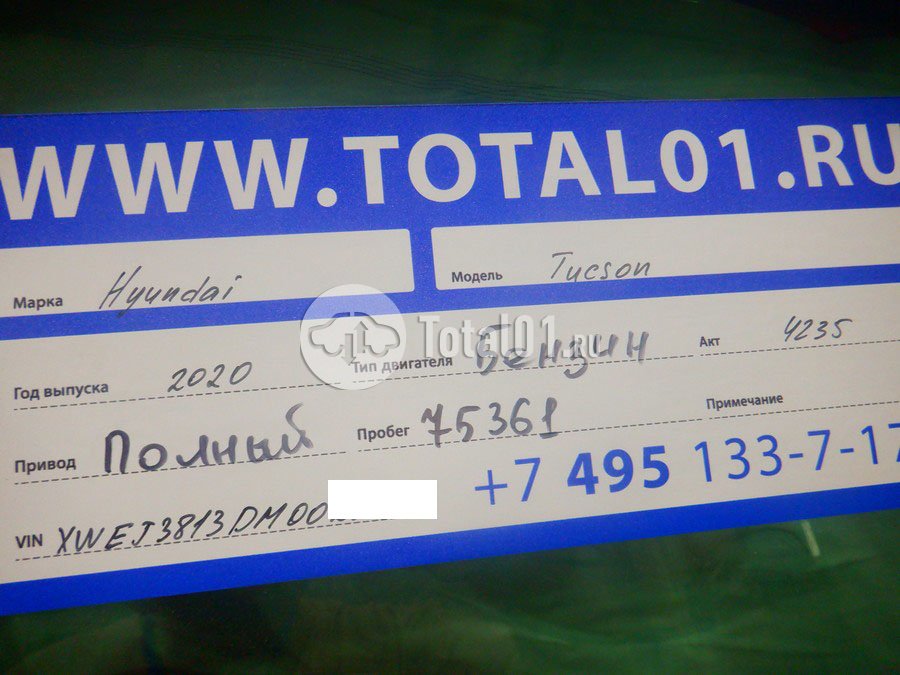 WWW.TOTAL01.RU
Марка Hyundai Модель Tucson
Total01.ru
Год выпуска 2020 Тип двигателя Бензин Акт 4235
Привод Полный Пробег 75361 Примечание
+7 495 133-7-17
VIN XWEJ3813DM00